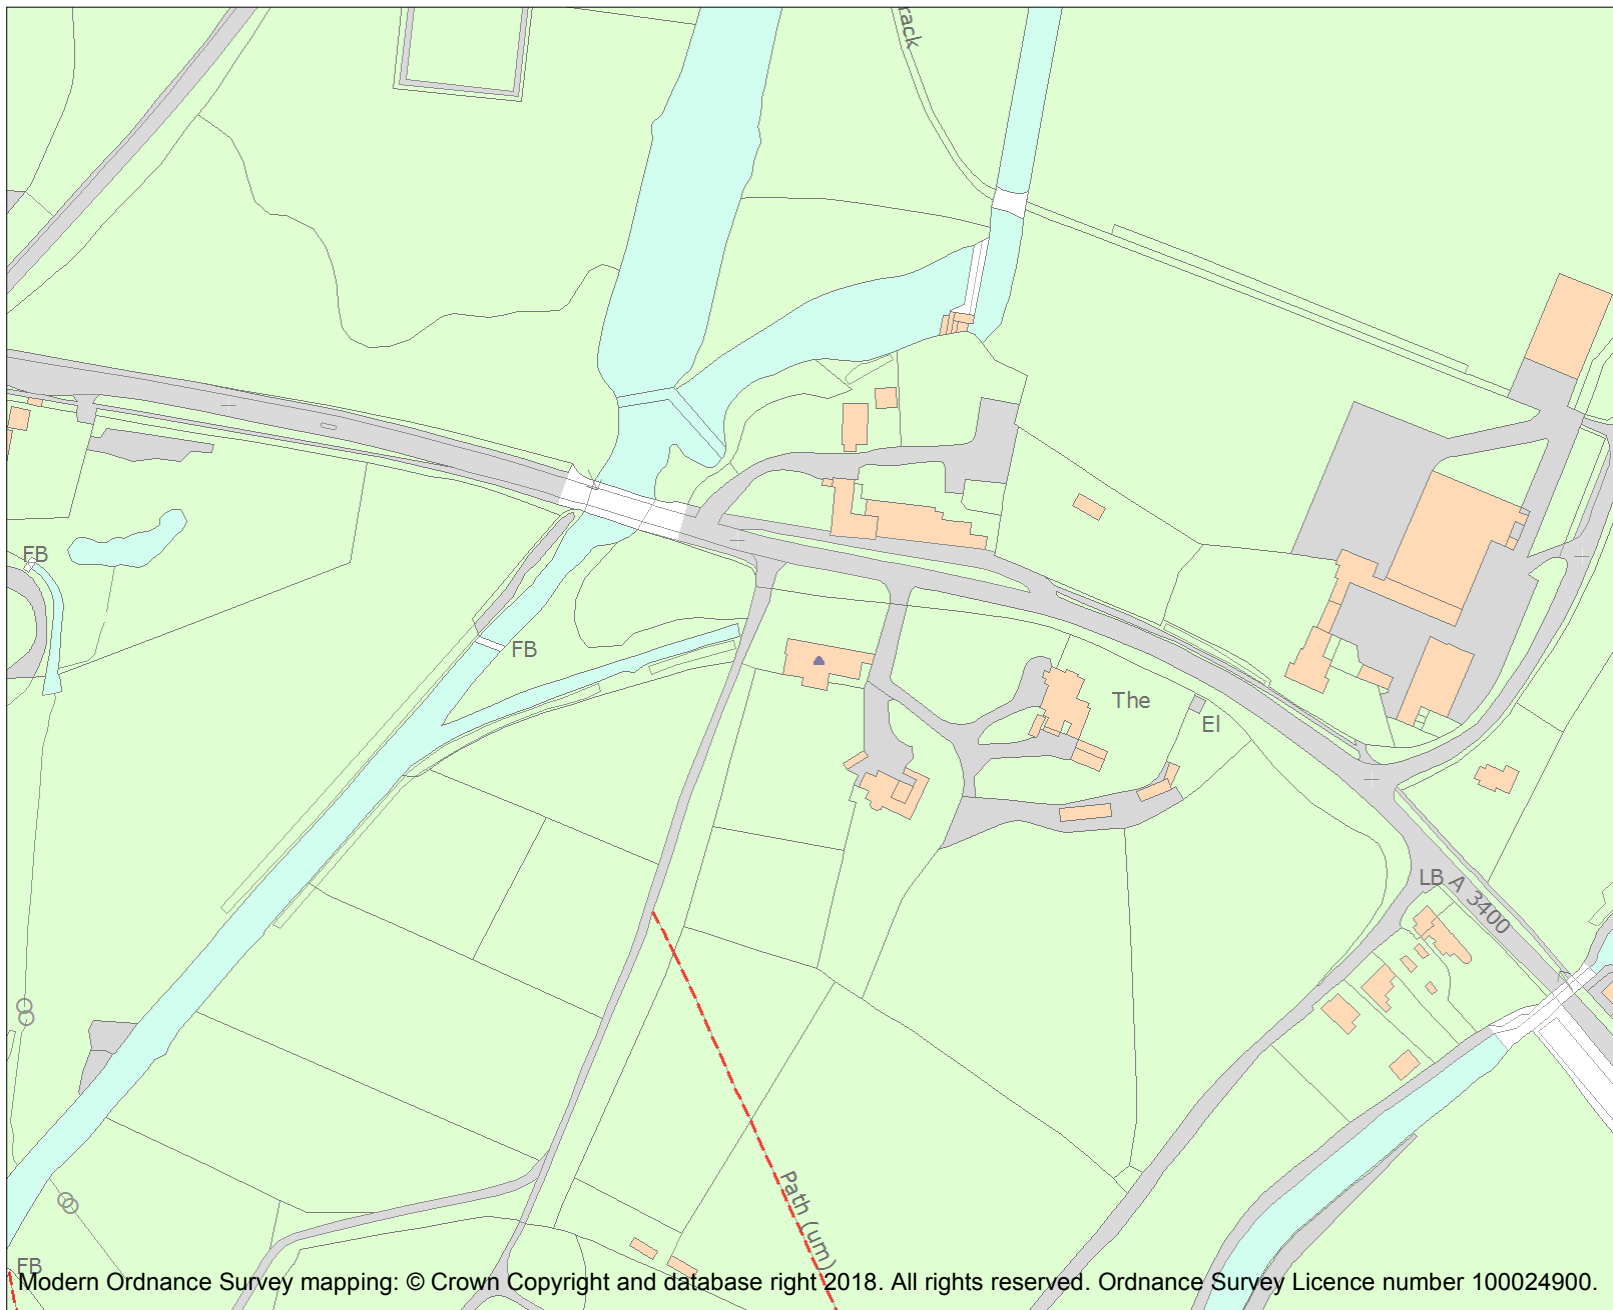 rack
FB
FB
The
El
LB
A 3400
Path (um)
FB
Modern Ordnance Survey mapping: © Crown Copyright and database right 2018. All rights reserved. Ordnance Survey Licence number 100024900.